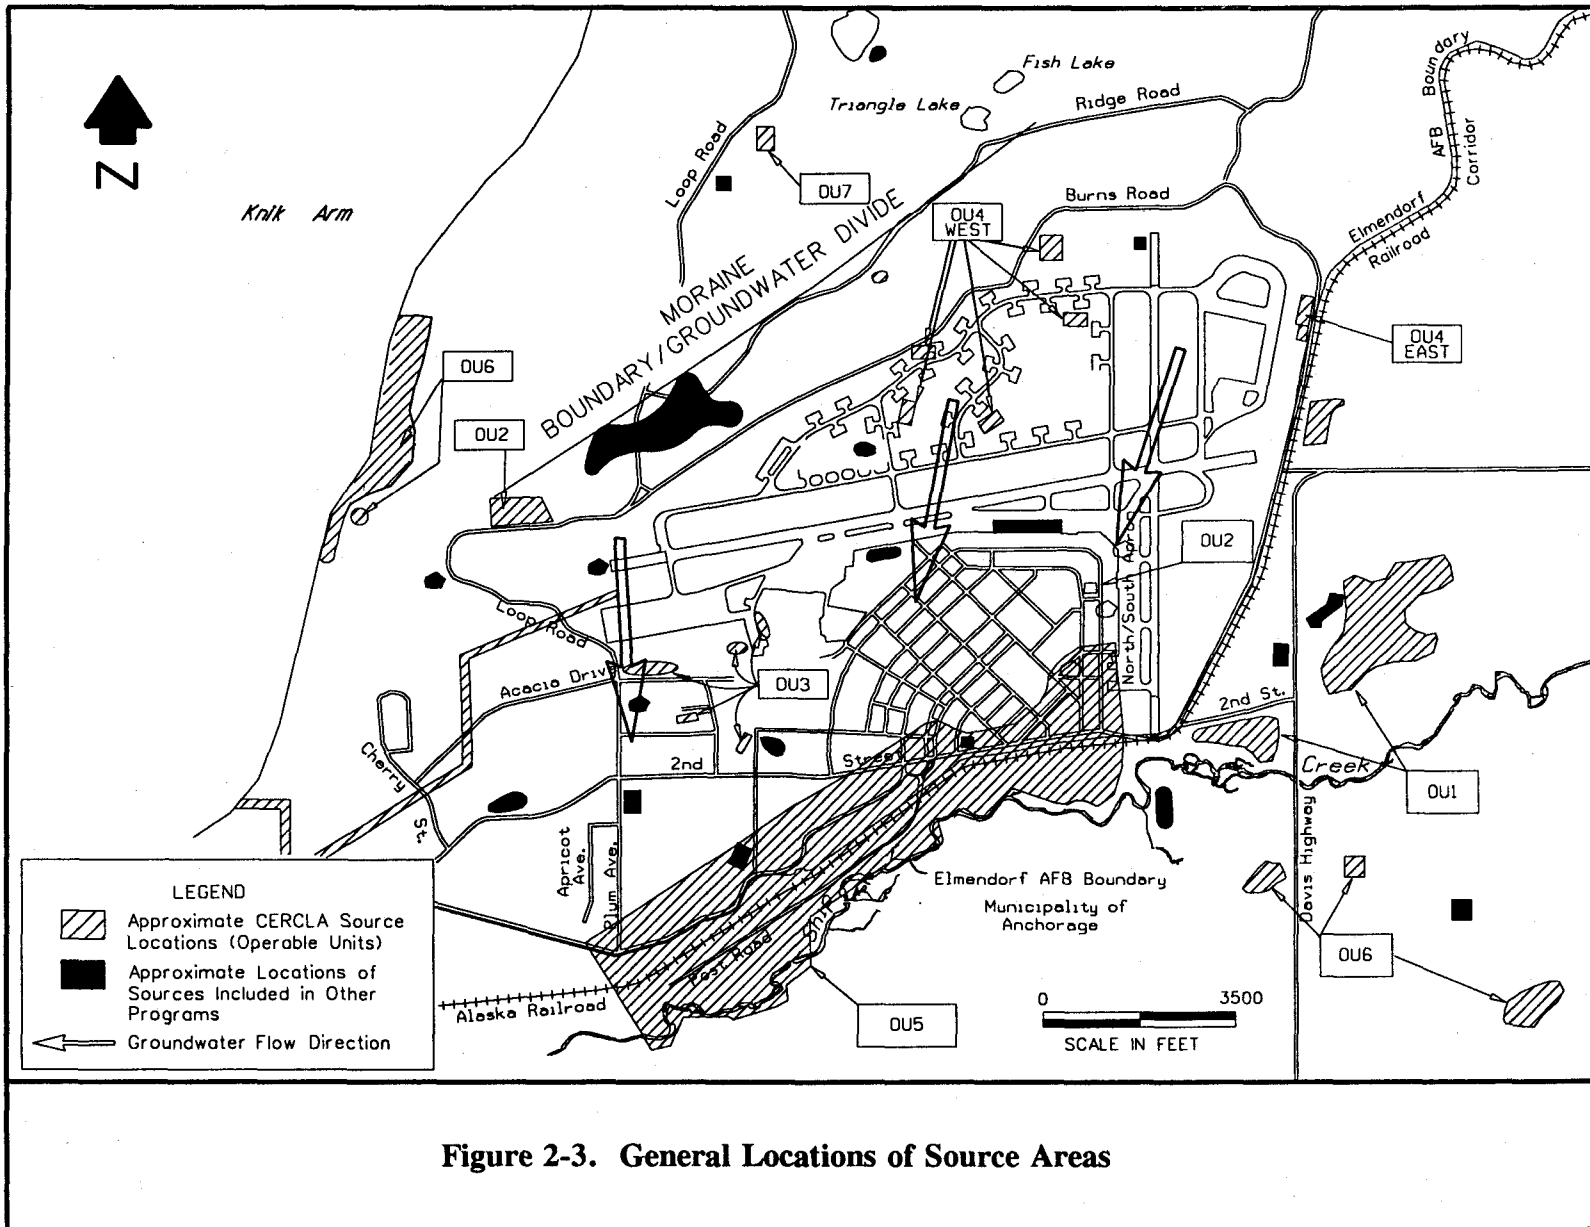 Fish Lake
Triangle Lake
Ridge Road
Boundary
AFB
Corridor
Elmendorf
Railroad
Loop Road
OU7
Burns Road
N
Knik Arm
MORAINE
BOUNDARY/GROUNDWATER DIVIDE
OU4
WEST
OU4
EAST
OU6
OU2
OU2
North/South
Loop Road
Acacia Drive
OU3
2nd St.
Cherry
St.
2nd
Street
Creek
OU1
Davis Highway
Apricot
Ave.
Plum Ave.
Elmendorf AFB Boundary
Municipality of
Anchorage
Ship
Post Road
OU6
Alaska Railroad
OU5
0 3500
SCALE IN FEET
LEGEND
Approximate CERCLA Source
Locations (Operable Units)
Approximate Locations of
Sources Included in Other
Programs
Groundwater Flow Direction
Figure 2-3. General Locations of Source Areas